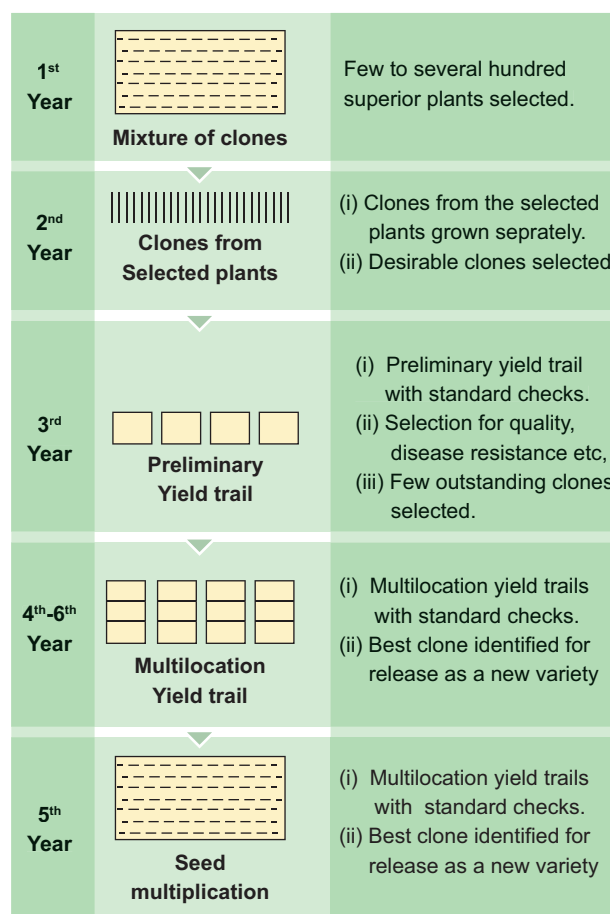 1st
Year
Mixture of clones
Few to several hundred
superior plants selected.
2nd
Year
Clones from
Selected plants
(i) Clones from the selected
plants grown seprately.
(ii) Desirable clones selected
3rd
Year
Preliminary
Yield trail
(i) Preliminary yield trail
with standard checks.
(ii) Selection for quality,
disease resistance etc,
(iii) Few outstanding clones
selected.
4th-6th
Year
Multilocation
Yield trail
(i) Multilocation yield trails
with standard checks.
(ii) Best clone identified for
release as a new variety
5th
Year
Seed
multiplication
(i) Multilocation yield trails
with standard checks.
(ii) Best clone identified for
release as a new variety